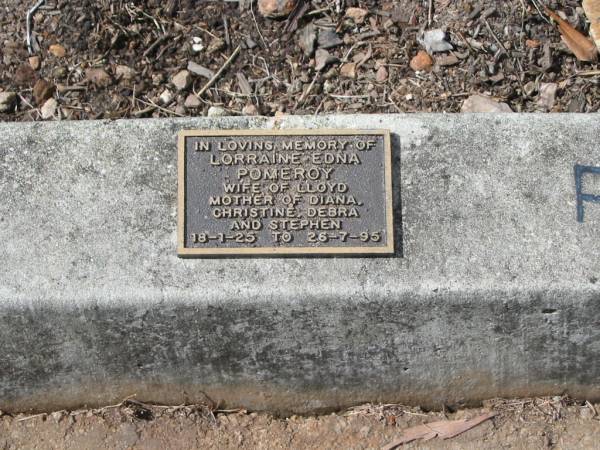 IN LOVING MEMORY OF
LORRAINE EDNA
POMEROY
WIFE OF LLOYD
MOTHER OF DIANA,
CHRISTINE, DEBRA
AND STEPHEN
18-1-25 TO 26-7-95